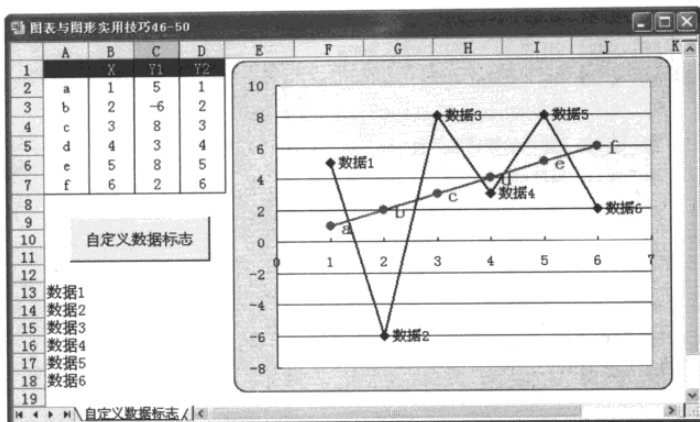 图表与图形实用技巧46-50
A B C D E F G H I J K
1 X Y1 Y2
2 a 1 5 1
3 b 2 -6 2
4 c 3 8 3
5 d 4 3 4
6 e 5 8 5
7 f 6 2 6
8
9
10
11
12
自定义数据标志
13 数据1
14 数据2
15 数据3
16 数据4
17 数据5
18 数据6
19
10
8
6
4
2
0
-2
-4
-6
-8
0 1 2 3 4 5 6 7
数据1
数据2
数据3
数据4
数据5
数据6
a
b
c
d
e
f
自定义数据标志